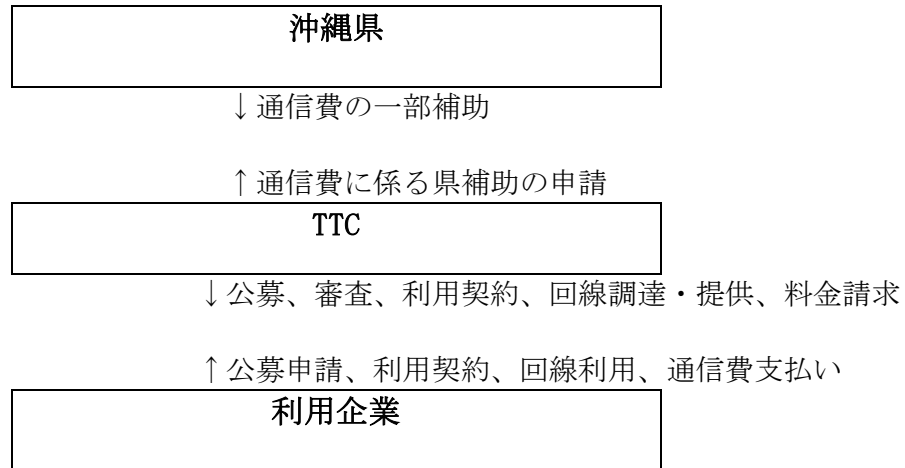 沖縄県
↓通信費の一部補助
↑通信費に係る県補助の申請
TTC
↓公募、審査、利用契約、回線調達・提供、料金請求
↑公募申請、利用契約、回線利用、通信費支払い
利用企業